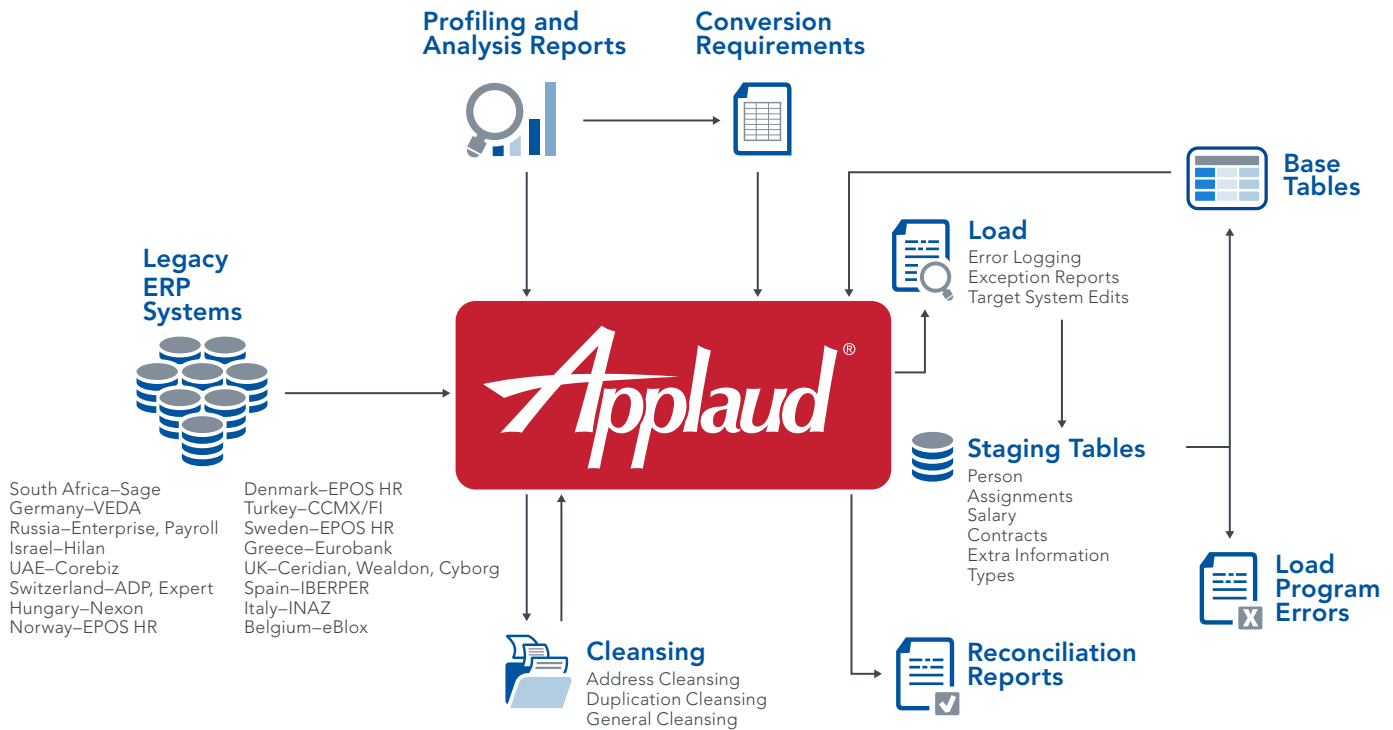 Profiling and
Analysis Reports
Conversion
Requirements
Base
Tables
Load
Error Logging
Exception Reports
Target System Edits
Legacy
ERP
Systems
Applaud®
South Africa–Sage
Germany–VEDA
Russia–Enterprise, Payroll
Israel–Hilan
UAE–Corebiz
Switzerland–ADP, Expert
Hungary–Nexon
Norway–EPOS HR
Denmark–EPOS HR
Turkey–CCMX/FI
Sweden–EPOS HR
Greece–Eurobank
UK–Ceridian, Wealdon, Cyborg
Spain–IBERPER
Italy–INAZ
Belgium–eBlox
Staging Tables
Person
Assignments
Salary
Contracts
Extra Information
Types
Load
Program
Errors
X
Cleansing
Address Cleansing
Duplication Cleansing
General Cleansing
Reconciliation
Reports